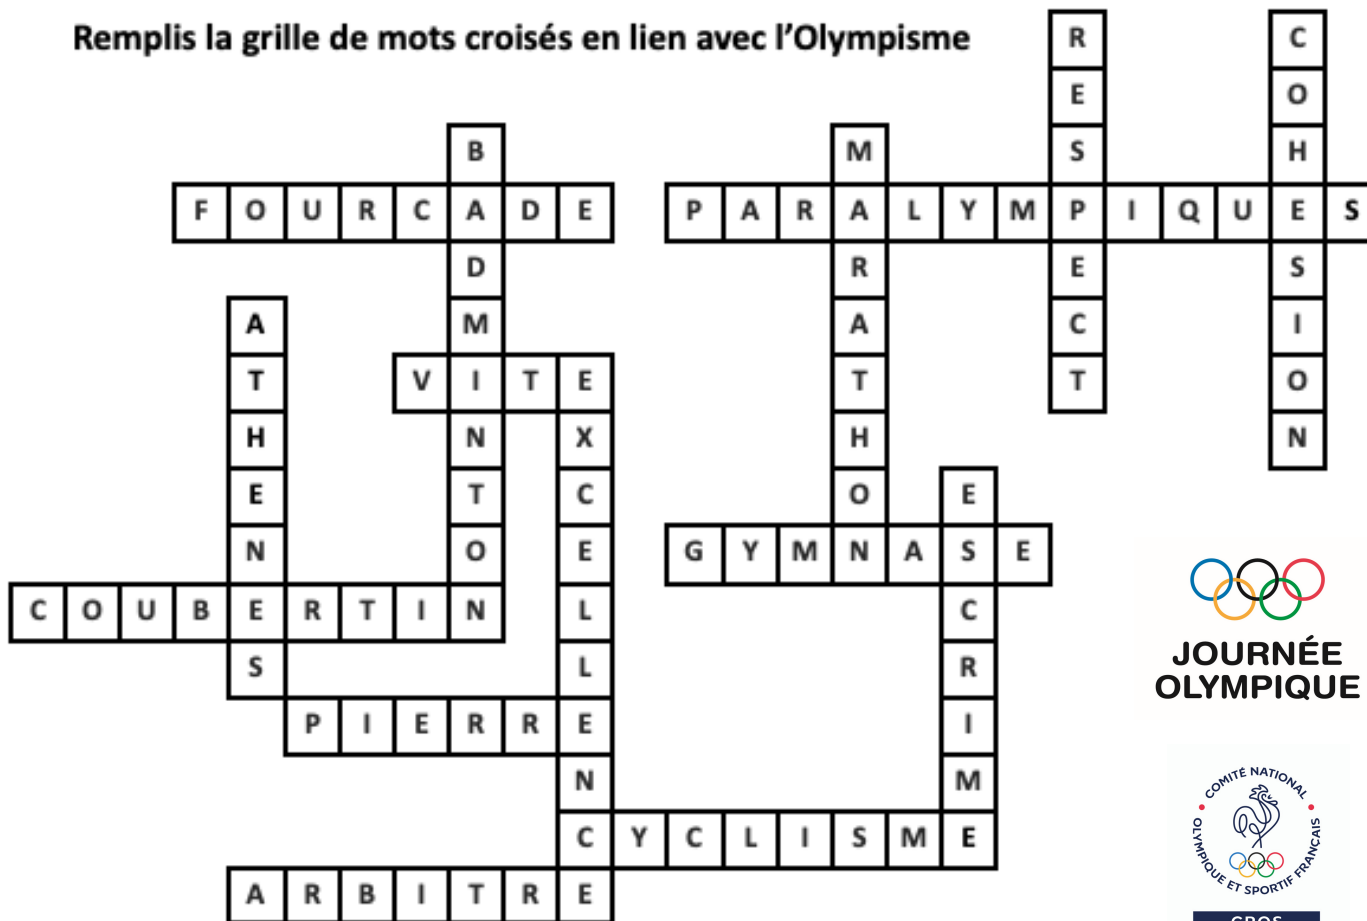 Remplis la grille de mots croisés en lien avec l'Olympisme
RESPECT
COHESION
BADMINTON
MARATHON
FOURCADE
PARALYMPIQUES
ATHENES
VITE
EXCELLENCE
ESCRIME
GYMNASE
COUBERTIN
PIERRE
CYCLISME
ARBITRE
JOURNÉE
OLYMPIQUE
COMITÉ NATIONAL
OLYMPIQUE ET SPORTIF FRANÇAIS